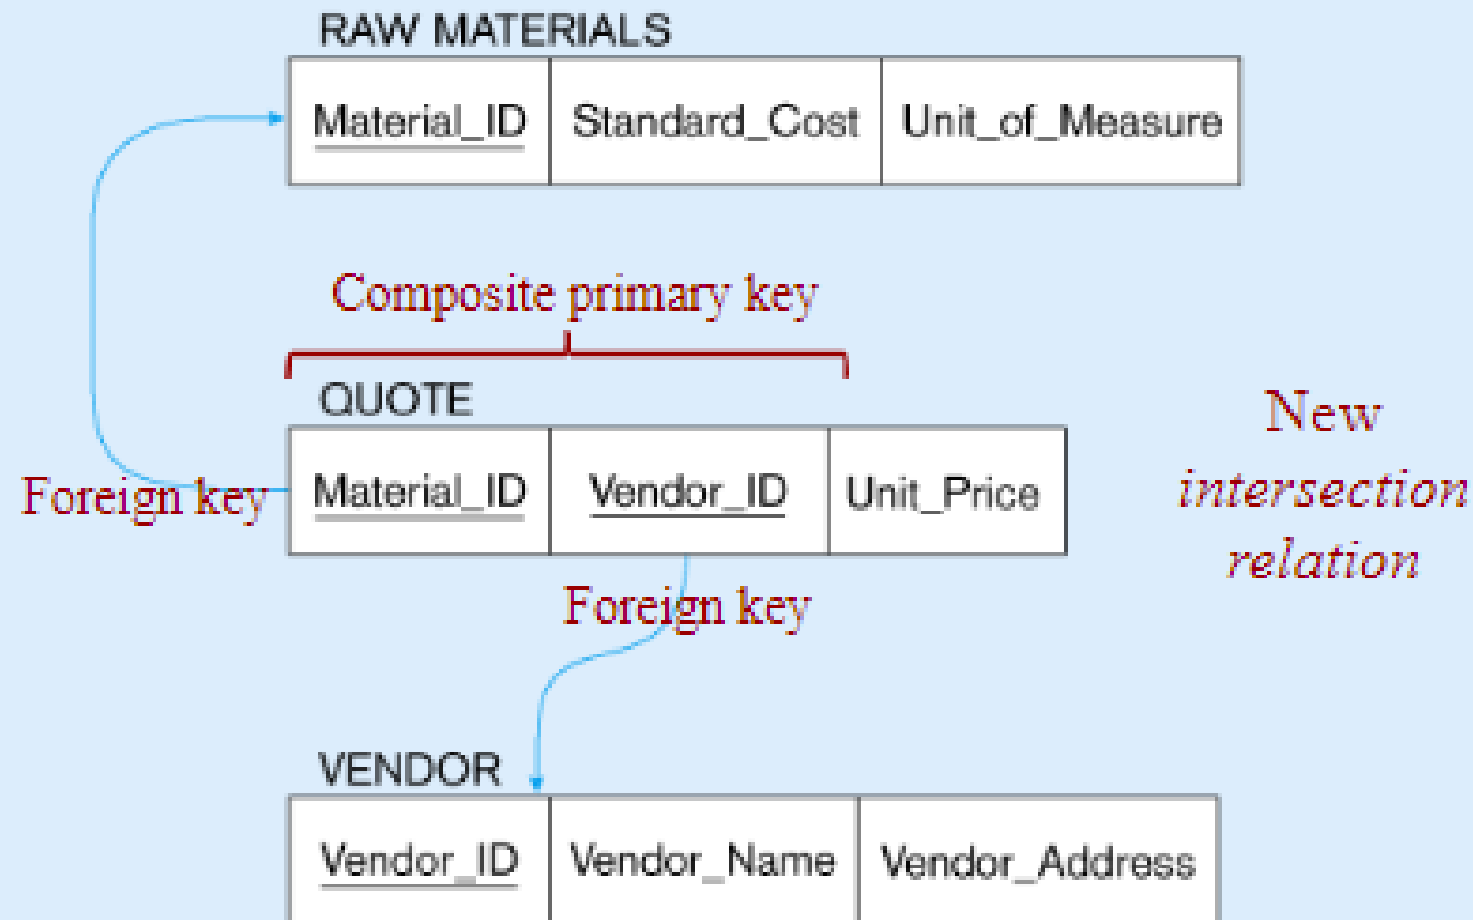 RAW MATERIALS
Material_ID Standard_Cost Unit_of_Measure
Composite primary key
QUOTE
Foreign key
Material_ID Vendor_ID Unit_Price
New
intersection
relation
Foreign key
VENDOR
Vendor_ID Vendor_Name Vendor_Address